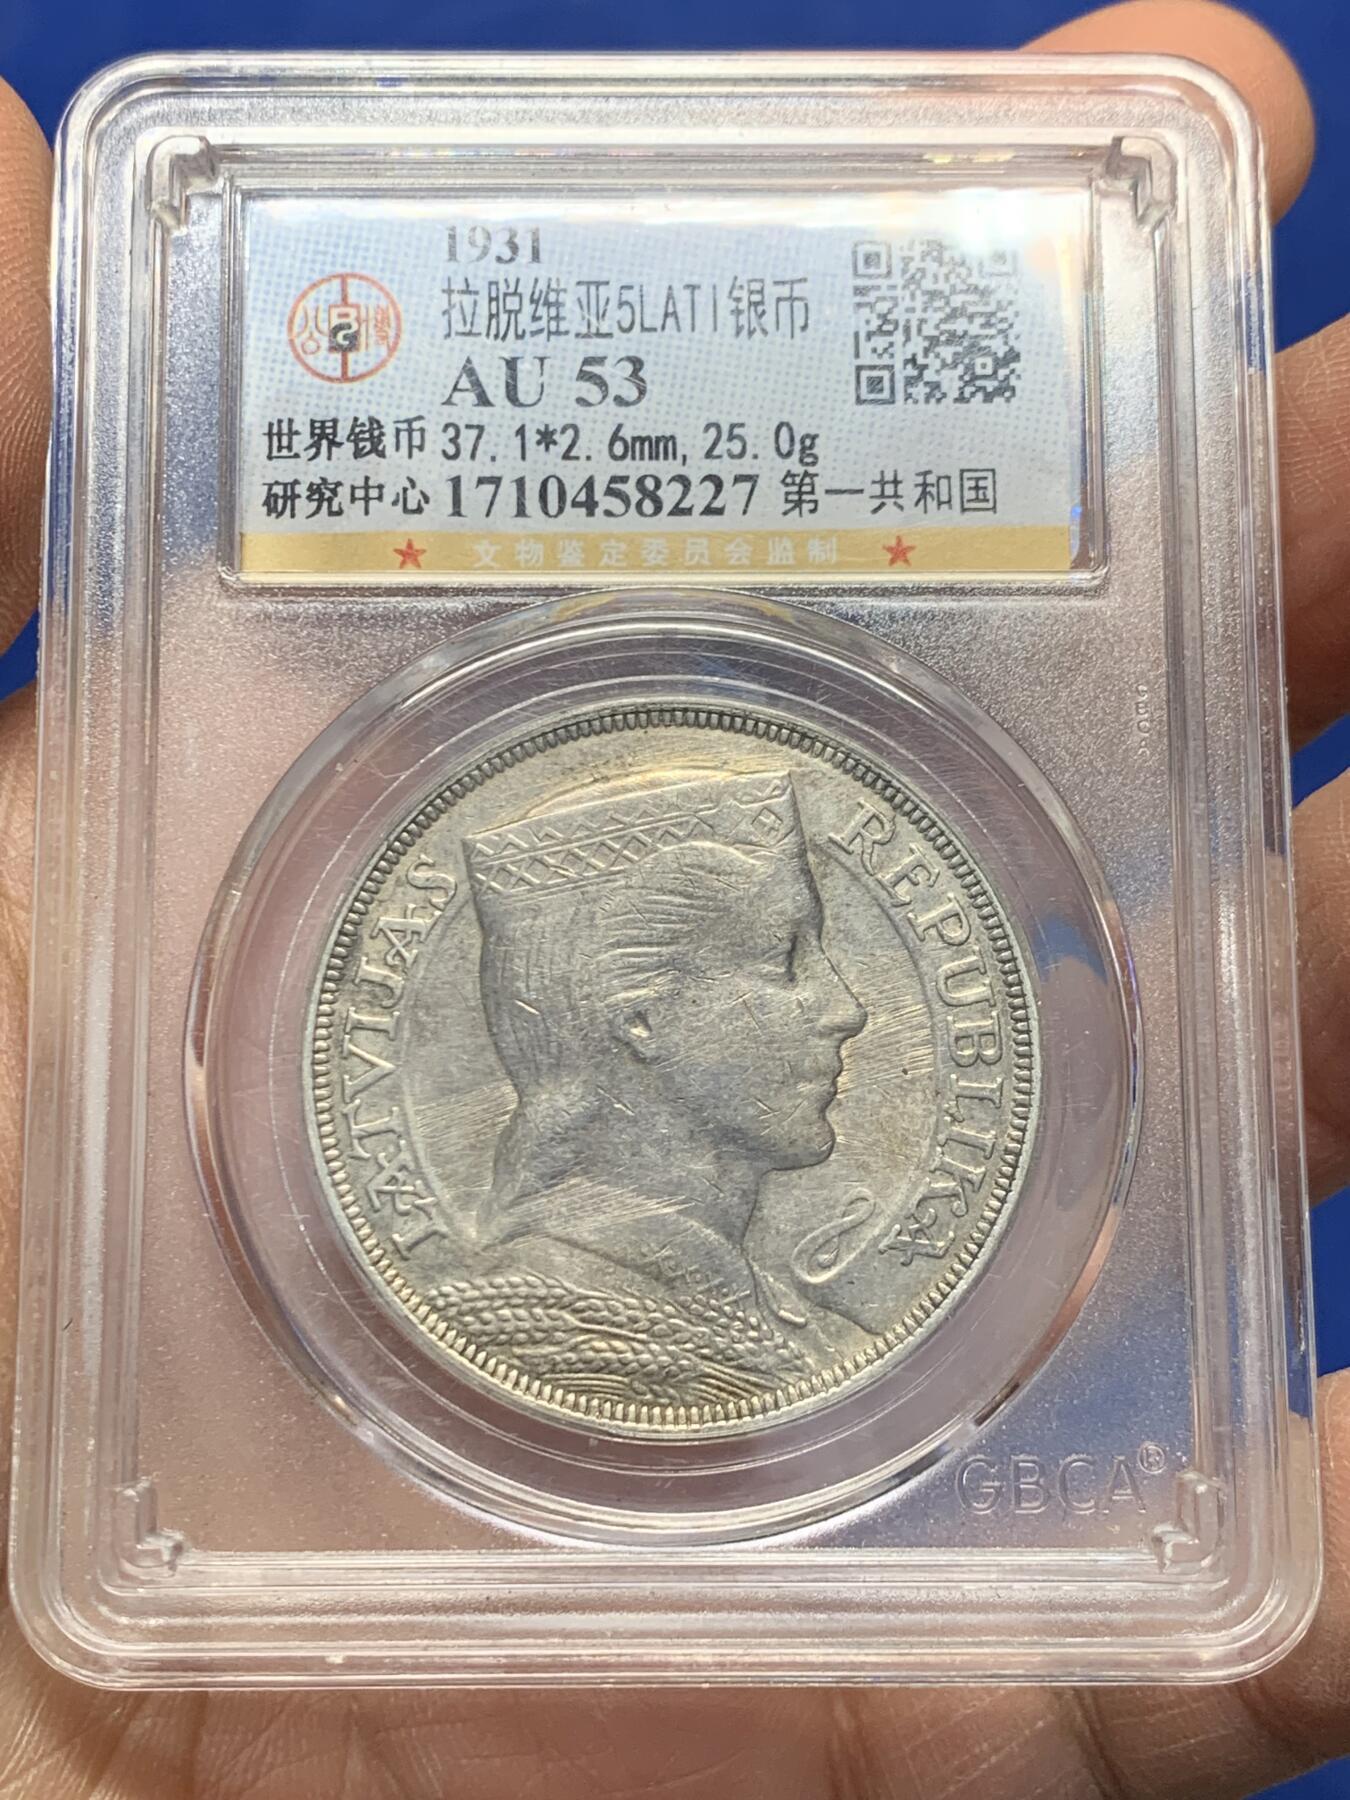 1931
拉脱维亚5LATI银币
AU 53
世界钱币 37.1*2.6mm,25.0g
研究中心 1710458227 第一共和国
★ 文物鉴定委员会监制 ★
LATVIJAS REPUBLIKA
GBCA®